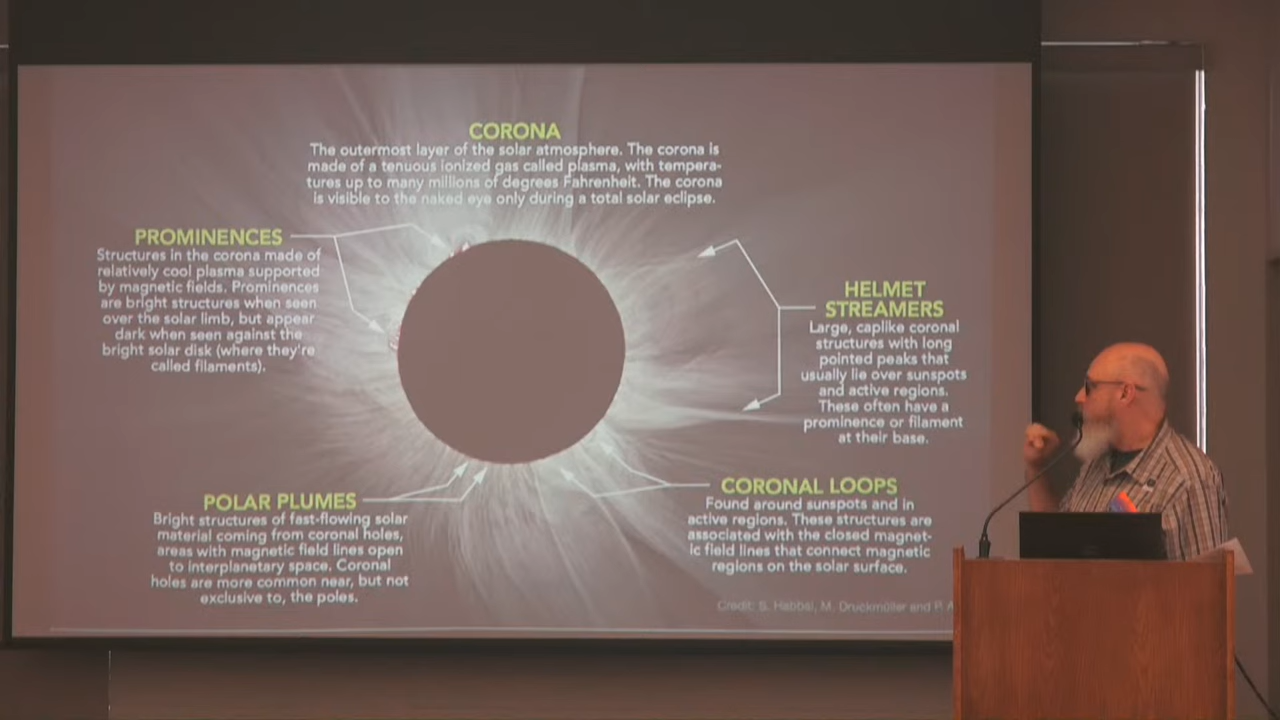 CORONA
The outermost layer of the solar atmosphere. The corona is
made of a tenuous ionized gas called plasma, with tempera-
tures up to many millions of degrees Fahrenheit. The corona
is visible to the naked eye only during a total solar eclipse.
PROMINENCES
Structures in the corona made of
relatively cool plasma supported
by magnetic fields. Prominences
are bright structures when seen
over the solar limb, but appear
dark when seen against the
bright solar disk (where they're
called filaments).
HELMET
STREAMERS
Large, caplike coronal
structures with long
pointed peaks that
usually lie over sunspots
and active regions.
These often have a
prominence or filament
at their base.
POLAR PLUMES
Bright structures of fast-flowing solar
material coming from coronal holes,
areas with magnetic field lines open
to interplanetary space. Coronal
holes are more common near, but not
exclusive to, the poles.
CORONAL LOOPS
Found around sunspots and in
active regions. These structures are
associated with the closed magnet-
ic field lines that connect magnetic
regions on the solar surface.
Credit: S. Habbal, M. Druckmüller and P. A